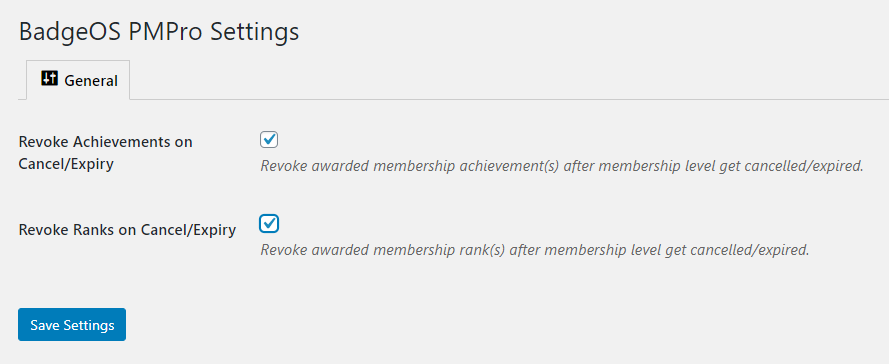 BadgeOS PMPro Settings
General
Revoke Achievements on
Cancel/Expiry
Revoke awarded membership achievement(s) after membership level get cancelled/expired.
Revoke Ranks on Cancel/Expiry
Revoke awarded membership rank(s) after membership level get cancelled/expired.
Save Settings